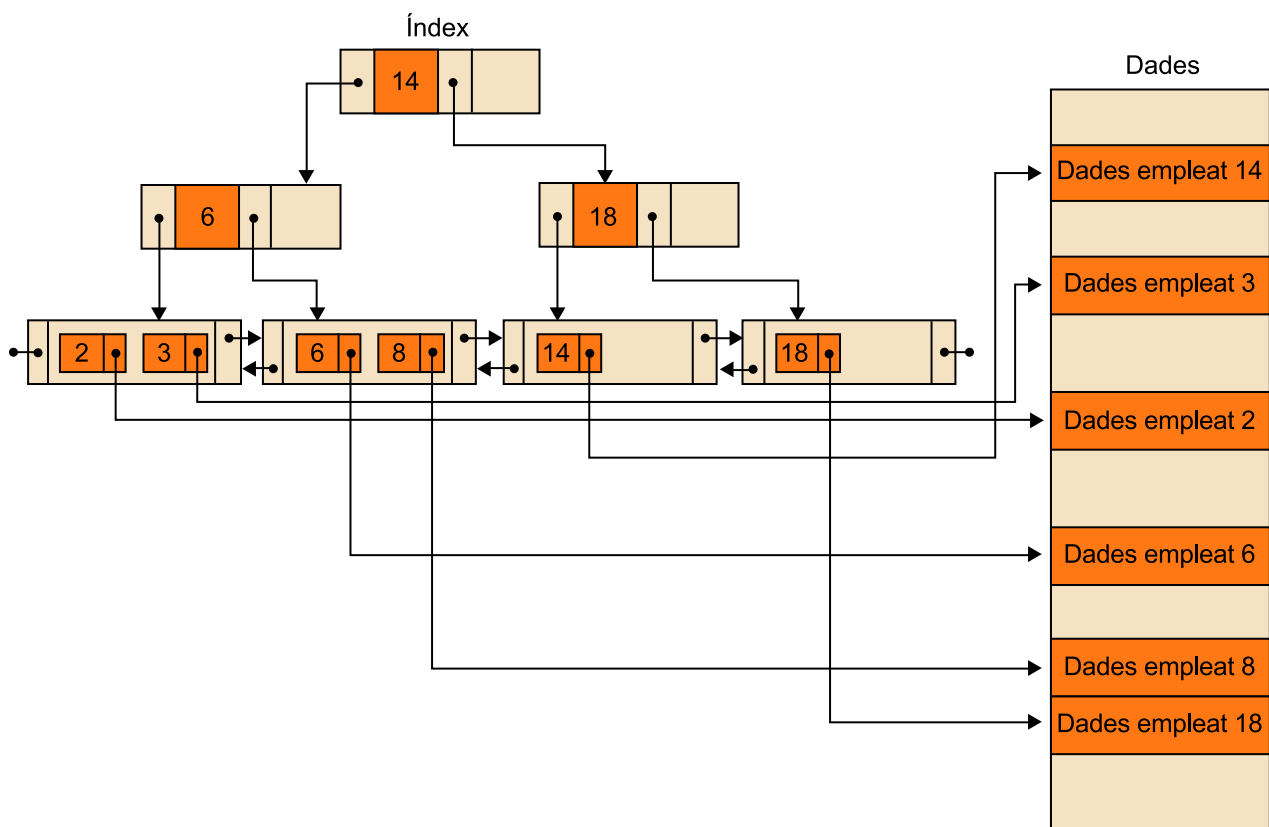 Índex
14
6
18
2
3
6
8
14
18
Dades
Dades empleat 14
Dades empleat 3
Dades empleat 2
Dades empleat 6
Dades empleat 8
Dades empleat 18